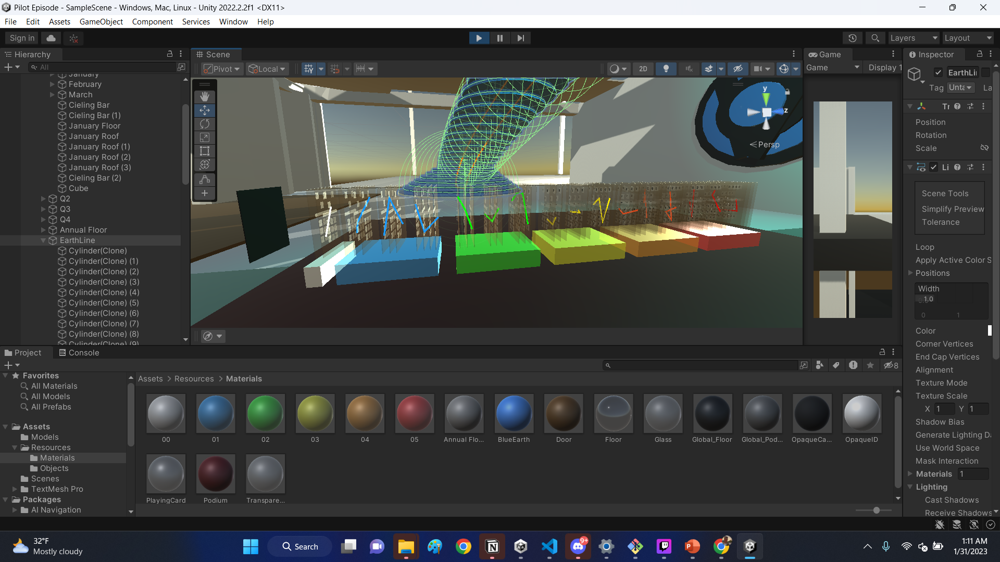 Pilot Episode - SampleScene - Windows, Mac, Linux - Unity 2022.2.2f1 <DX11>
File Edit Assets GameObject Component Services Window Help
Sign in Layers Layout
Hierarchy
All
January
February
March
Cieling Bar
Cieling Bar (1)
January Floor
January Roof
January Roof (1)
January Roof (2)
January Roof (3)
Cieling Bar (2)
Cube
Q2
Q3
Q4
Annual Floor
EarthLine
Cylinder(Clone)
Cylinder(Clone) (1)
Cylinder(Clone) (2)
Cylinder(Clone) (3)
Cylinder(Clone) (4)
Cylinder(Clone) (5)
Cylinder(Clone) (6)
Cylinder(Clone) (7)
Cylinder(Clone) (8)
Cylinder(Clone) (9)
Scene
Pivot Local 2D
y
z
Persp
Game
Game Display 1
Inspector
EarthLi
Tag Unta La
Tr
Position
Rotation
Scale
Li
Scene Tools
Simplify Preview
Tolerance
Loop
Apply Active Color S
Positions
Width
1.0
0 1
Color
Corner Vertices
End Cap Vertices
Alignment
Texture Mode
Texture Scale
X 1 Y 1
Shadow Bias
Generate Lighting Da
Use World Space
Mask Interaction
Materials 1
Lighting
Cast Shadows
Receive Shadows
Project Console
8
Favorites
All Materials
All Models
All Prefabs
Assets
Models
Resources
Materials
Objects
Scenes
TextMesh Pro
Packages
AI Navigation
Assets > Resources > Materials
00 01 02 03 04 05 Annual Flo... BlueEarth Door Floor Glass Global_Floor Global_Pod... OpaqueCa... OpaqueID
PlayingCard Podium Transpare...
32°F
Mostly cloudy
Search
9+
1:11 AM
1/31/2023